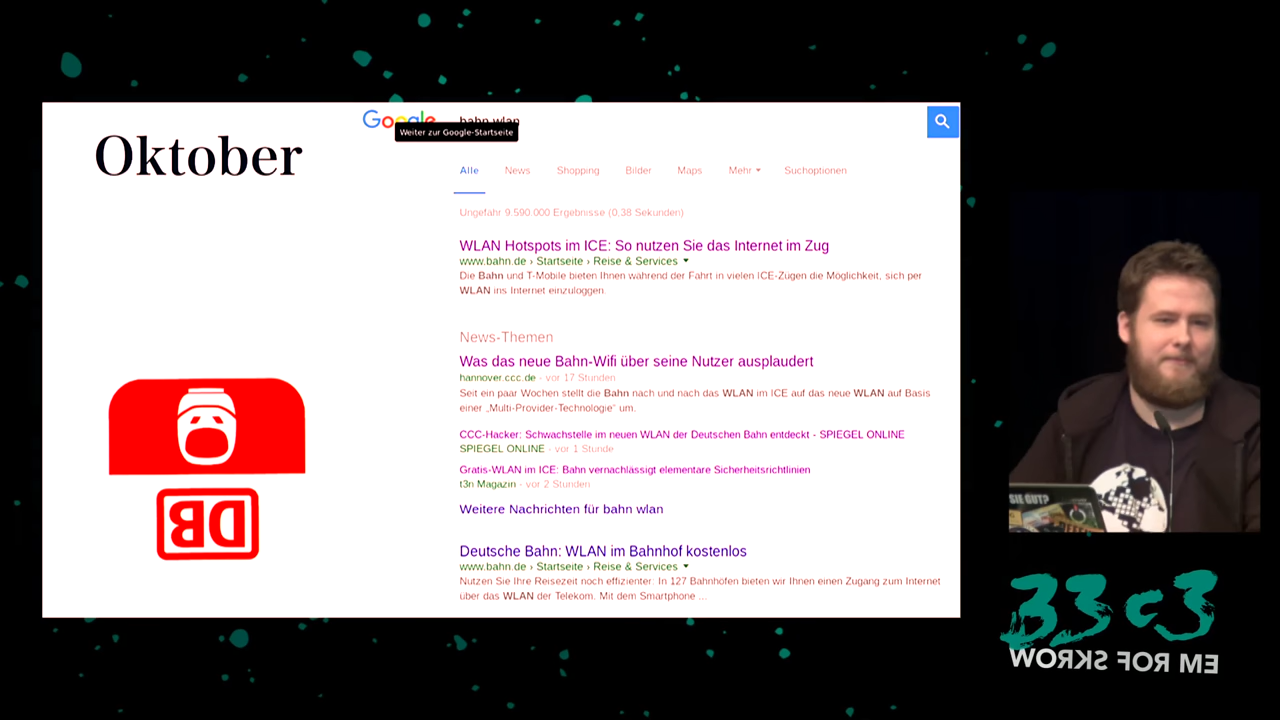 Oktober
Google
bahn wlan
Weiter zur Google-Startseite
Alle News Shopping Bilder Maps Mehr Suchoptionen
Ungefähr 9.590.000 Ergebnisse (0,38 Sekunden)
WLAN Hotspots im ICE: So nutzen Sie das Internet im Zug
www.bahn.de › Startseite › Reise & Services
Die Bahn und T-Mobile bieten Ihnen während der Fahrt in vielen ICE-Zügen die Möglichkeit, sich per
WLAN ins Internet einzuloggen.
News-Themen
Was das neue Bahn-Wifi über seine Nutzer ausplaudert
hannover.ccc.de - vor 17 Stunden
Seit ein paar Wochen stellt die Bahn nach und nach das WLAN im ICE auf das neue WLAN auf Basis
einer „Multi-Provider-Technologie“ um.
CCC-Hacker: Schwachstelle im neuen WLAN der Deutschen Bahn entdeckt - SPIEGEL ONLINE
SPIEGEL ONLINE - vor 1 Stunde
Gratis-WLAN im ICE: Bahn vernachlässigt elementare Sicherheitsrichtlinien
t3n Magazin - vor 2 Stunden
Weitere Nachrichten für bahn wlan
Deutsche Bahn: WLAN im Bahnhof kostenlos
www.bahn.de › Startseite › Reise & Services
Nutzen Sie Ihre Reisezeit noch effizienter: In 127 Bahnhöfen bieten wir Ihnen einen Zugang zum Internet
über das WLAN der Telekom. Mit dem Smartphone ...
DB
SIE GUT?
33c3
WORKS FOR ME